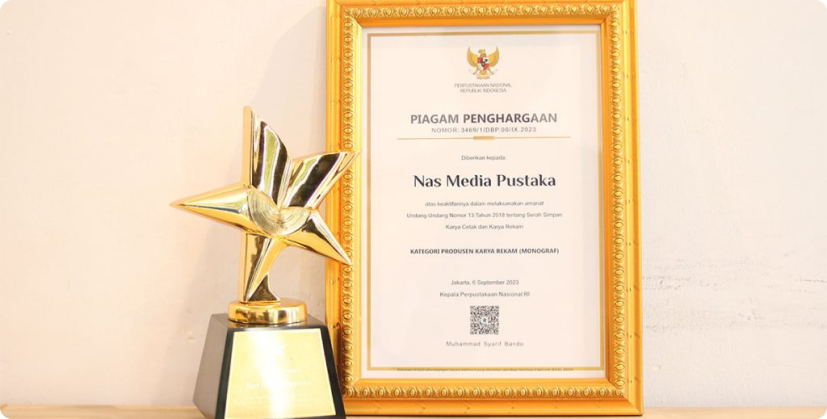 PERPUSTAKAAN NASIONAL
REPUBLIK INDONESIA
PIAGAM PENGHARGAAN
NOMOR: 3469/1/DBP.00/IX.2023
Diberikan kepada:
Nas Media Pustaka
atas keaktifannya dalam melaksanakan amanat
Undang-Undang Nomor 13 Tahun 2018 tentang Serah Simpan
Karya Cetak dan Karya Rekam
KATEGORI PRODUSEN KARYA REKAM (MONOGRAF)
Jakarta, 6 September 2023
Kepala Perpustakaan Nasional RI
Muhammad Syarif Bando